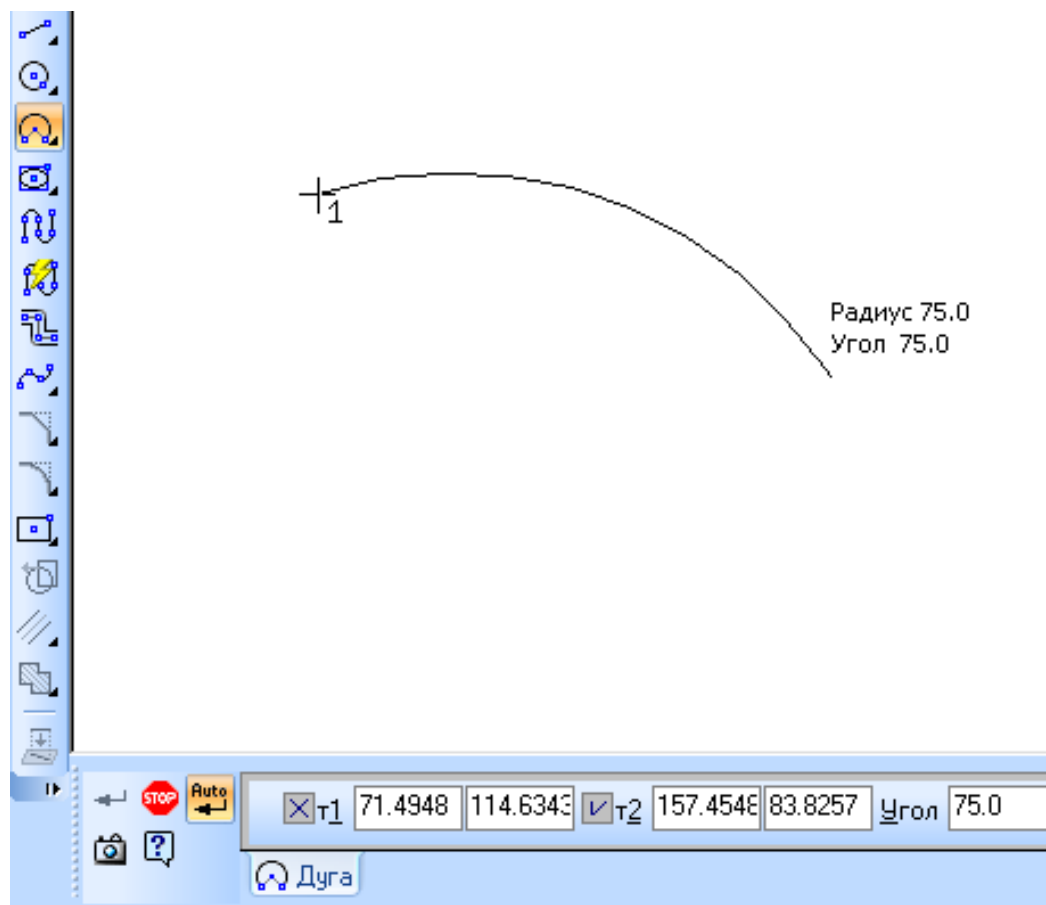 1
Радиус 75.0
Угол 75.0
STOP Auto
т1 71.4948 114.6343 т2 157.4548 83.8257 Угол 75.0
Дуга